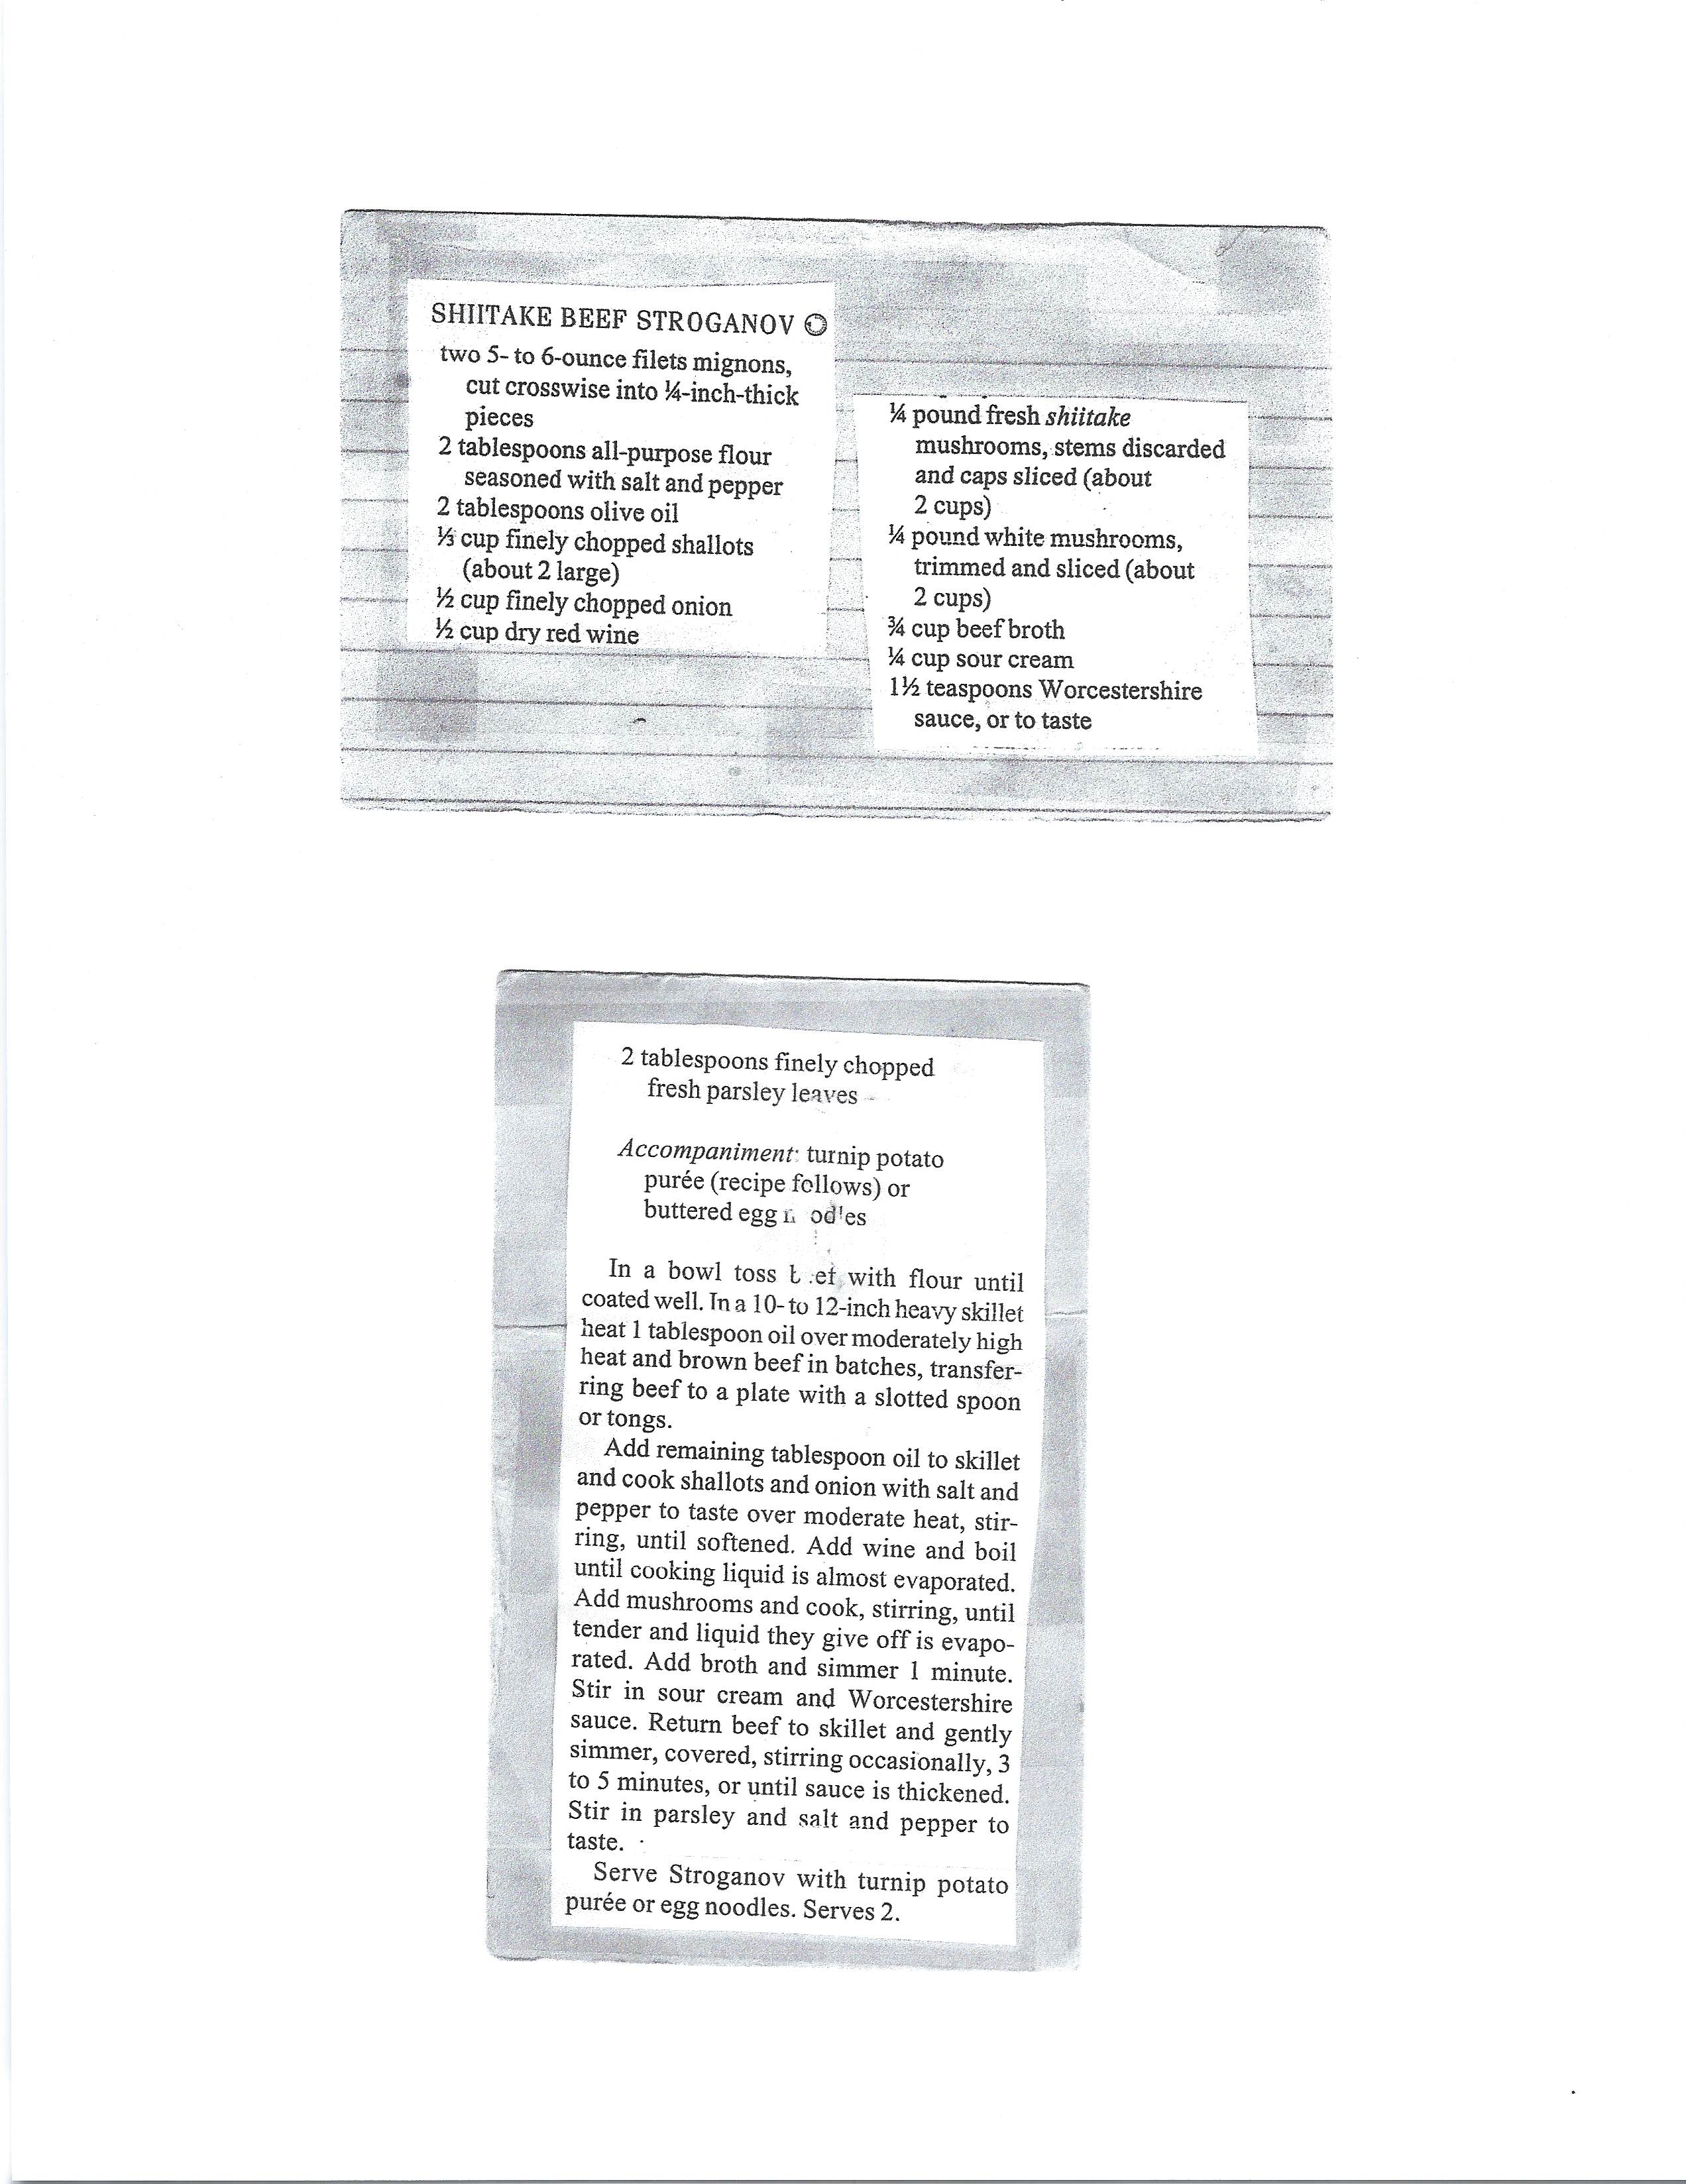 SHIITAKE BEEF STROGANOV
two 5- to 6-ounce filets mignons,
cut crosswise into ¼-inch-thick
pieces
2 tablespoons all-purpose flour
seasoned with salt and pepper
2 tablespoons olive oil
⅓ cup finely chopped shallots
(about 2 large)
½ cup finely chopped onion
½ cup dry red wine
¼ pound fresh shiitake
mushrooms, stems discarded
and caps sliced (about
2 cups)
¼ pound white mushrooms,
trimmed and sliced (about
2 cups)
¾ cup beef broth
¼ cup sour cream
1½ teaspoons Worcestershire
sauce, or to taste
2 tablespoons finely chopped
fresh parsley leaves
Accompaniment: turnip potato
purée (recipe follows) or
buttered egg noodles
In a bowl toss beef with flour until
coated well. In a 10- to 12-inch heavy skillet
heat 1 tablespoon oil over moderately high
heat and brown beef in batches, transfer-
ring beef to a plate with a slotted spoon
or tongs.
Add remaining tablespoon oil to skillet
and cook shallots and onion with salt and
pepper to taste over moderate heat, stir-
ring, until softened. Add wine and boil
until cooking liquid is almost evaporated.
Add mushrooms and cook, stirring, until
tender and liquid they give off is evapo-
rated. Add broth and simmer 1 minute.
Stir in sour cream and Worcestershire
sauce. Return beef to skillet and gently
simmer, covered, stirring occasionally, 3
to 5 minutes, or until sauce is thickened.
Stir in parsley and salt and pepper to
taste.
Serve Stroganov with turnip potato
purée or egg noodles. Serves 2.